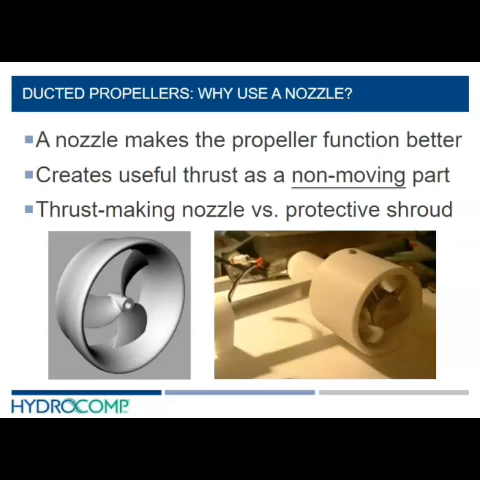 DUCTED PROPELLERS: WHY USE A NOZZLE?
A nozzle makes the propeller function better
Creates useful thrust as a non-moving part
Thrust-making nozzle vs. protective shroud
HYDROCOMP